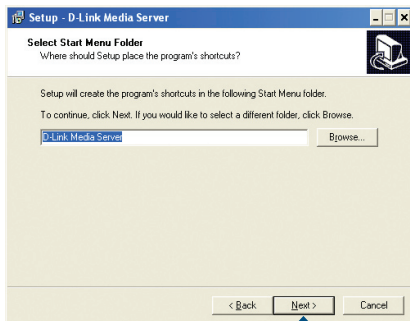 Setup - D-Link Media Server
Select Start Menu Folder
Where should Setup place the program's shortcuts?
Setup will create the program's shortcuts in the following Start Menu folder.
To continue, click Next. If you would like to select a different folder, click Browse.
D-Link Media Server
Browse...
< Back
Next >
Cancel